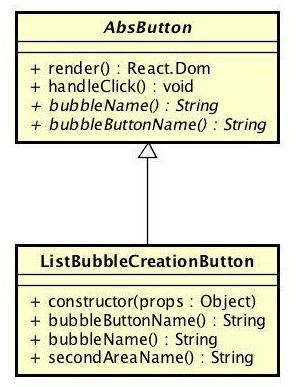 AbsButton
+ render() : React.Dom
+ handleClick() : void
+ bubbleName() : String
+ bubbleButtonName() : String
ListBubbleCreationButton
+ constructor(props : Object)
+ bubbleButtonName() : String
+ bubbleName() : String
+ secondAreaName() : String